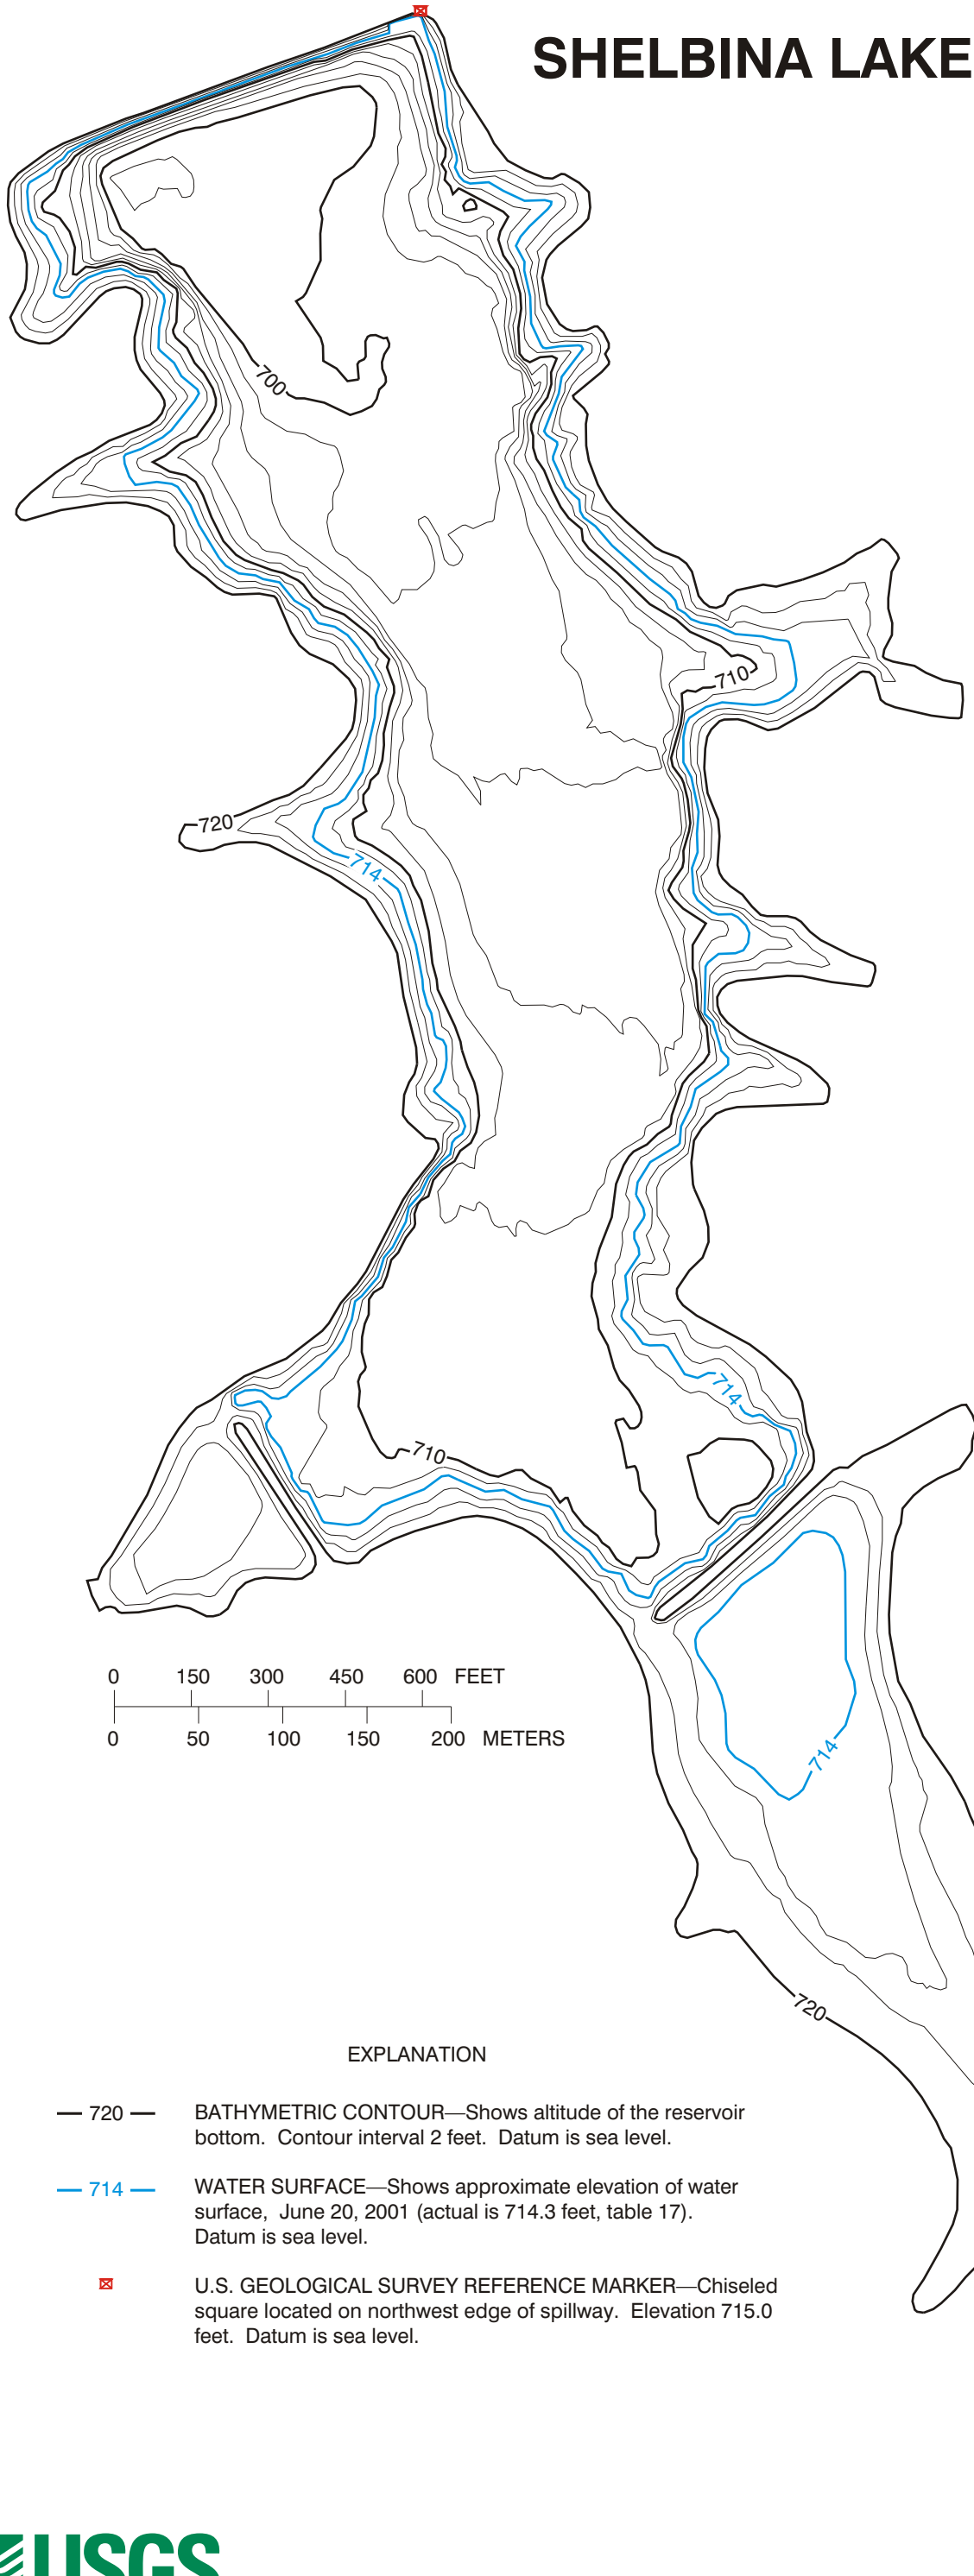 SHELBINA LAKE
700
710
720
714
714
710
0 150 300 450 600 FEET
0 50 100 150 200 METERS
714
720
EXPLANATION
720 BATHYMETRIC CONTOUR—Shows altitude of the reservoir
bottom. Contour interval 2 feet. Datum is sea level.
714 WATER SURFACE—Shows approximate elevation of water
surface, June 20, 2001 (actual is 714.3 feet, table 17).
Datum is sea level.
U.S. GEOLOGICAL SURVEY REFERENCE MARKER—Chiseled
square located on northwest edge of spillway. Elevation 715.0
feet. Datum is sea level.
USGS